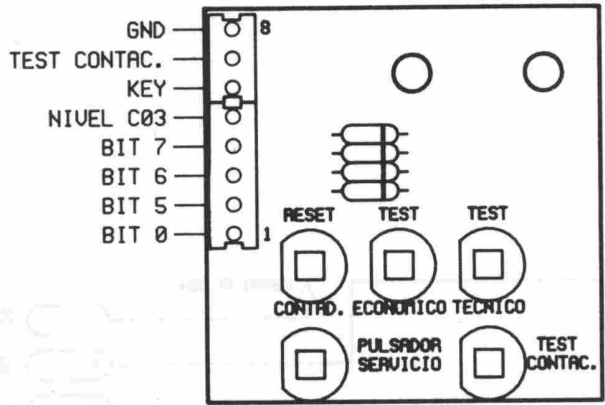 GND
8
TEST CONTAC.
KEY
NIVEL C03
BIT 7
BIT 6
BIT 5
BIT 0
1
RESET TEST TEST
CONTAD. ECONOMICO TECNICO
PULSADOR
SERVICIO
TEST
CONTAC.